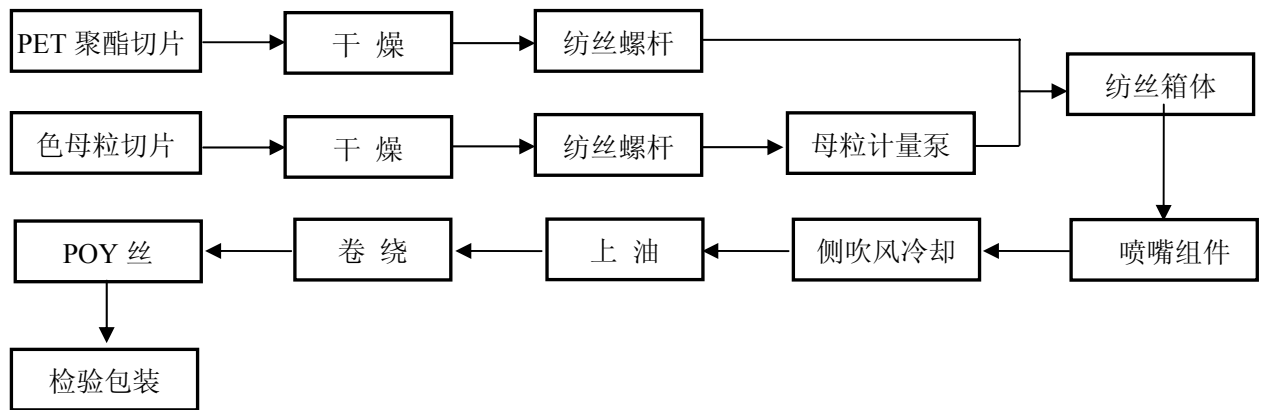 PET 聚酯切片
干 燥
纺丝螺杆
纺丝箱体
色母粒切片
干 燥
纺丝螺杆
母粒计量泵
POY 丝
卷 绕
上 油
侧吹风冷却
喷嘴组件
检验包装